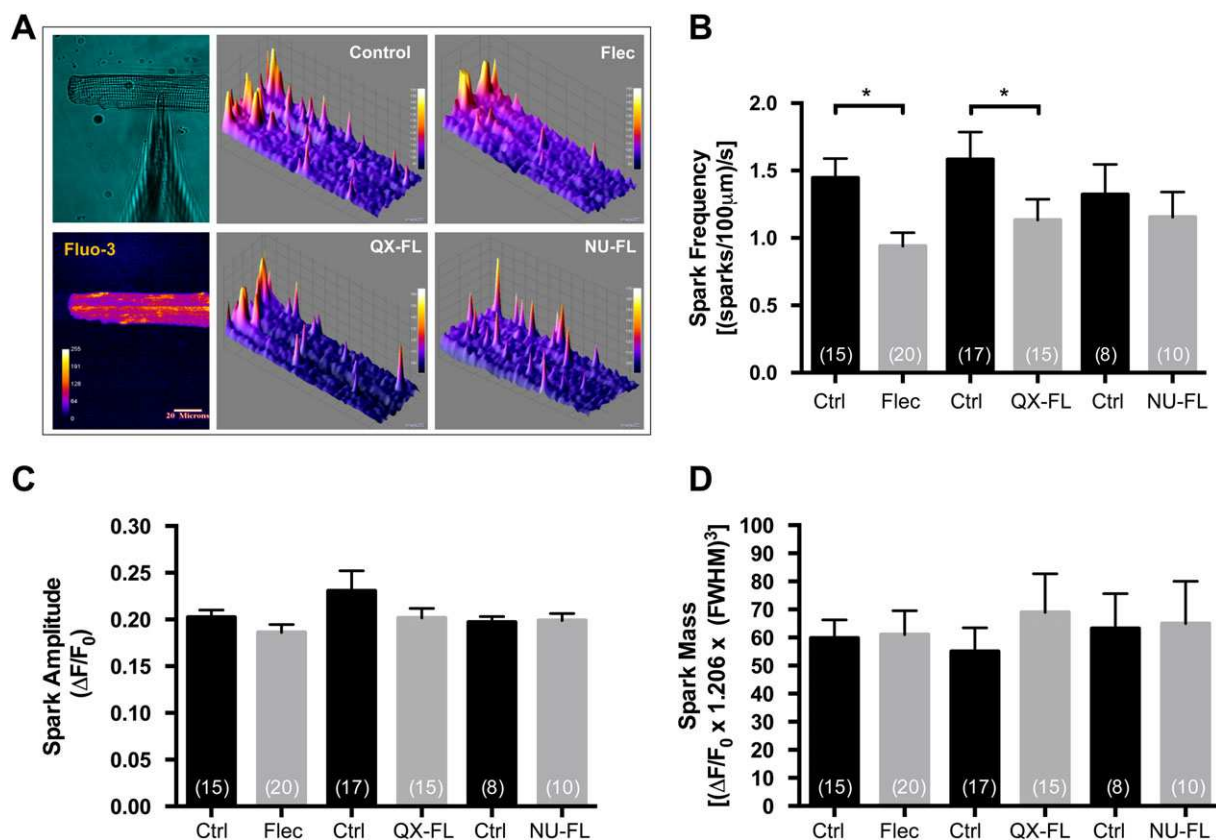 A
Control
Flec
Fluo-3
255
191
128
64
0
20 Microns
QX-FL
NU-FL
B
Spark Frequency
[(sparks/100μm)/s]
2.0
1.5
1.0
0.5
0.0
*
*
(15)
(20)
(17)
(15)
(8)
(10)
Ctrl
Flec
Ctrl
QX-FL
Ctrl
NU-FL
C
Spark Amplitude
(ΔF/F₀)
0.30
0.25
0.20
0.15
0.10
0.05
0.00
(15)
(20)
(17)
(15)
(8)
(10)
Ctrl
Flec
Ctrl
QX-FL
Ctrl
NU-FL
D
Spark Mass
[(ΔF/F₀ x 1.206 x (FWHM)³]
100
90
80
70
60
50
40
30
20
10
0
(15)
(20)
(17)
(15)
(8)
(10)
Ctrl
Flec
Ctrl
QX-FL
Ctrl
NU-FL